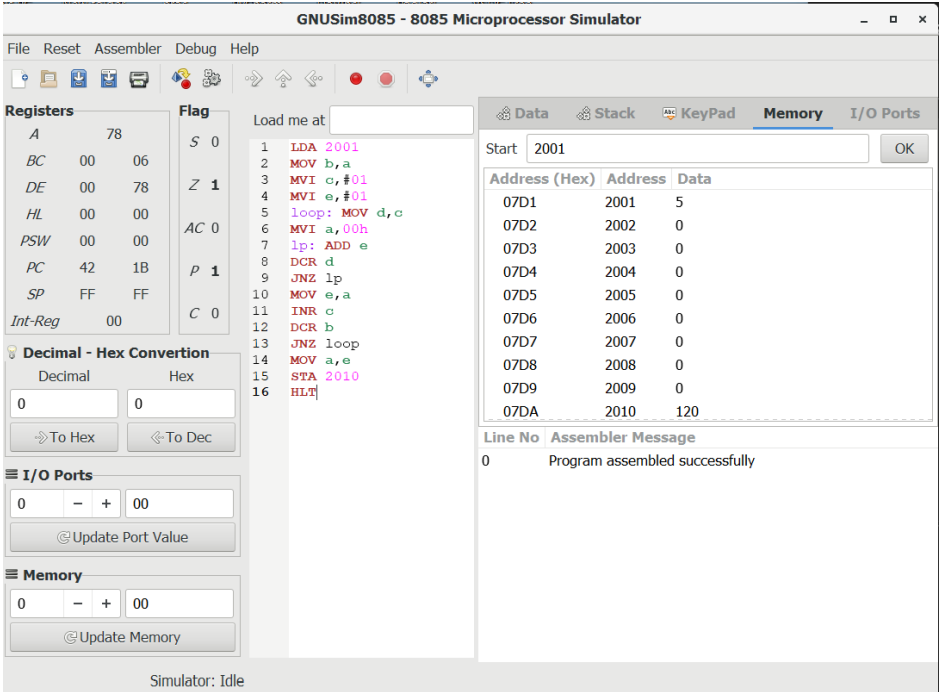 GNUSim8085 - 8085 Microprocessor Simulator
File Reset Assembler Debug Help
Registers
A 78
BC 00 06
DE 00 78
HL 00 00
PSW 00 00
PC 42 1B
SP FF FF
Int-Reg 00
Flag
S 0
Z 1
AC 0
P 1
C 0
Decimal - Hex Convertion
Decimal Hex
0 0
To Hex To Dec
I/O Ports
0 − + 00
Update Port Value
Memory
0 − + 00
Update Memory
Load me at
1 LDA 2001
2 MOV b,a
3 MVI c,#01
4 MVI e,#01
5 loop: MOV d,c
6 MVI a,00h
7 lp: ADD e
8 DCR d
9 JNZ lp
10 MOV e,a
11 INR c
12 DCR b
13 JNZ loop
14 MOV a,e
15 STA 2010
16 HLT
Data Stack KeyPad Memory I/O Ports
Start 2001 OK
Address (Hex) Address Data
07D1 2001 5
07D2 2002 0
07D3 2003 0
07D4 2004 0
07D5 2005 0
07D6 2006 0
07D7 2007 0
07D8 2008 0
07D9 2009 0
07DA 2010 120
Line No Assembler Message
0 Program assembled successfully
Simulator: Idle